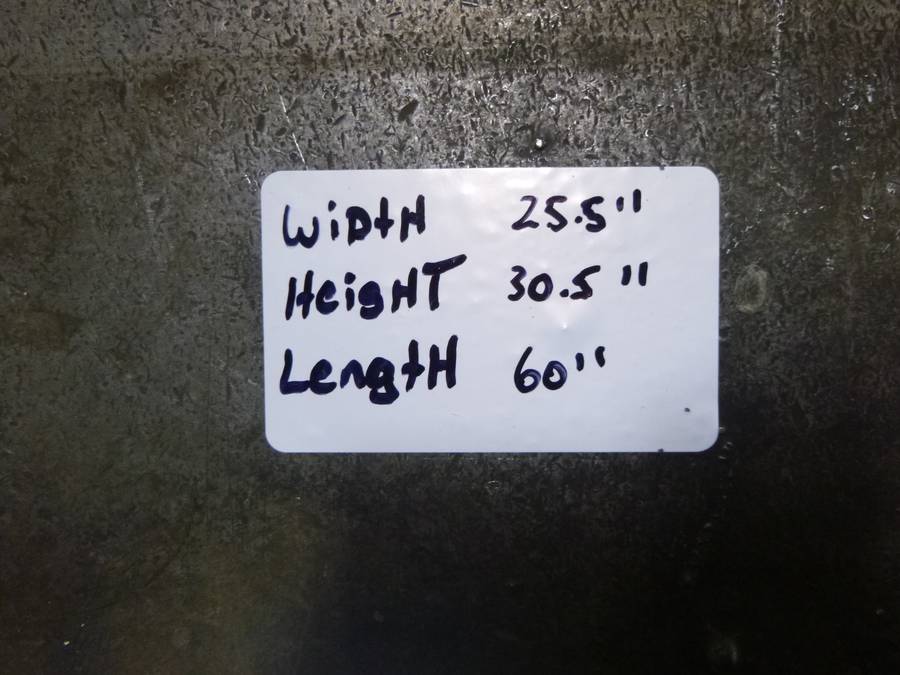 WiDtH 25.5"
HeigHT 30.5"
LengtH 60"